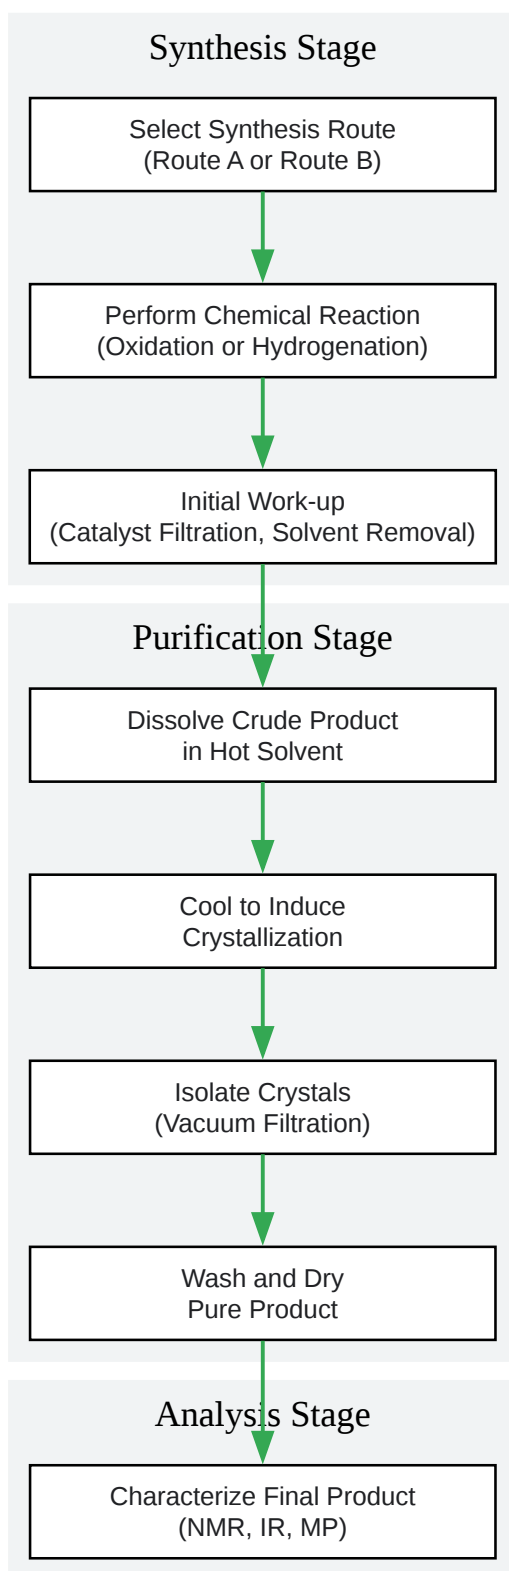 Synthesis Stage
Select Synthesis Route
(Route A or Route B)
Perform Chemical Reaction
(Oxidation or Hydrogenation)
Initial Work-up
(Catalyst Filtration, Solvent Removal)
Purification Stage
Dissolve Crude Product
in Hot Solvent
Cool to Induce
Crystallization
Isolate Crystals
(Vacuum Filtration)
Wash and Dry
Pure Product
Analysis Stage
Characterize Final Product
(NMR, IR, MP)